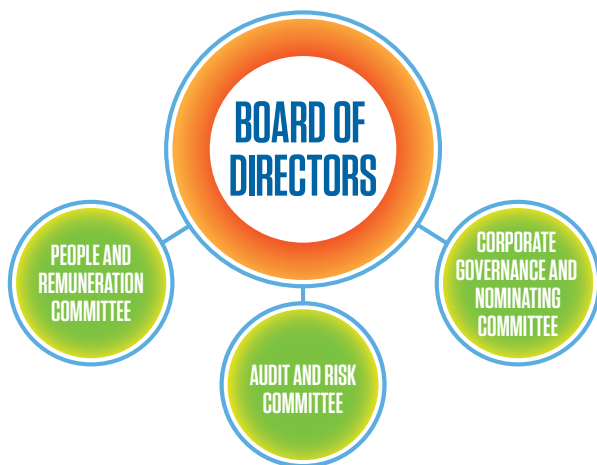 BOARD OF
DIRECTORS
PEOPLE AND
REMUNERATION
COMMITTEE
AUDIT AND RISK
COMMITTEE
CORPORATE
GOVERNANCE AND
NOMINATING
COMMITTEE